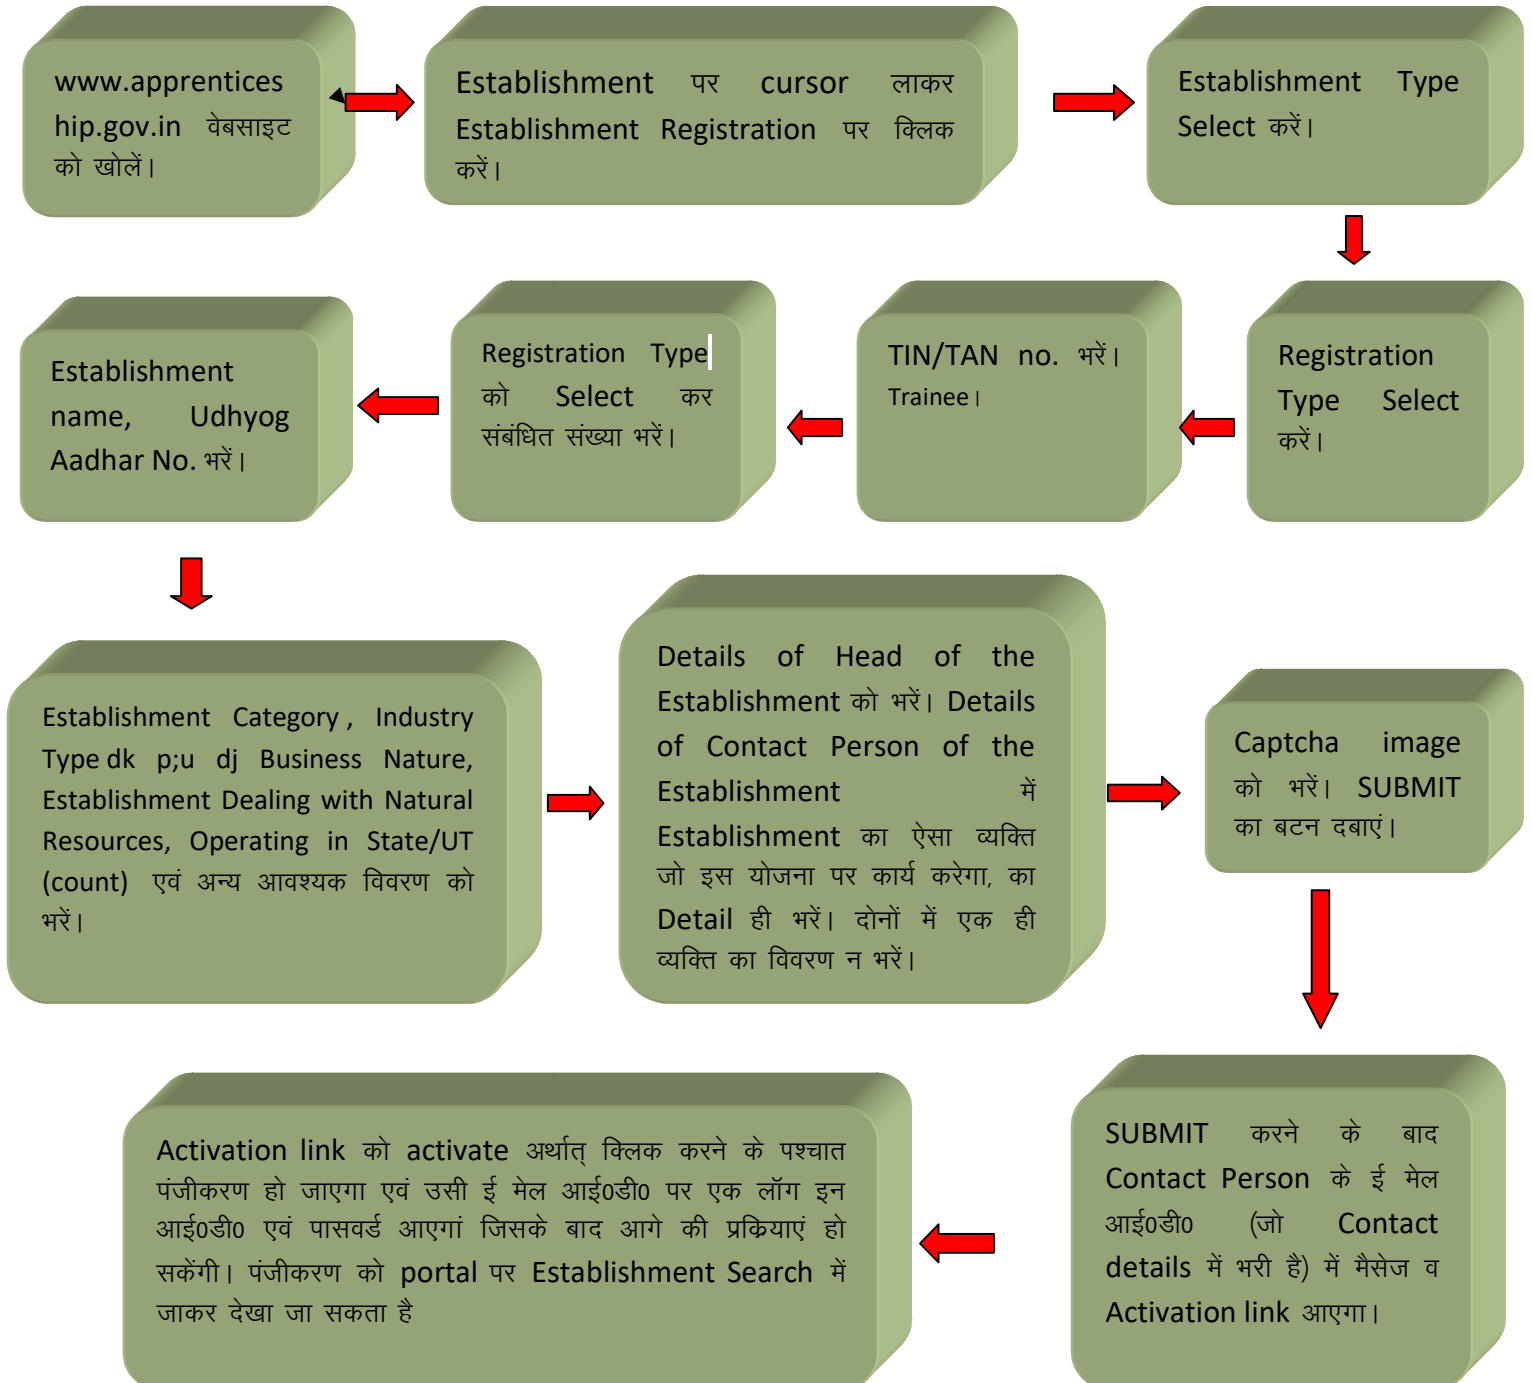 www.apprentices
hip.gov.in वेबसाइट
को खोलें।
Establishment पर cursor लाकर
Establishment Registration पर क्लिक
करें।
Establishment Type
Select करें।
Registration
Type Select
करें।
TIN/TAN no. भरें।
Trainee।
Registration Type
को Select कर
संबंधित संख्या भरें।
Establishment
name, Udhyog
Aadhar No. भरें।
Establishment Category , Industry
Type dk p;u dj Business Nature,
Establishment Dealing with Natural
Resources, Operating in State/UT
(count) एवं अन्य आवश्यक विवरण को
भरें।
Details of Head of the
Establishment को भरें। Details
of Contact Person of the
Establishment में
Establishment का ऐसा व्यक्ति
जो इस योजना पर कार्य करेगा, का
Detail ही भरें। दोनों में एक ही
व्यक्ति का विवरण न भरें।
Captcha image
को भरें। SUBMIT
का बटन दबाएं।
SUBMIT करने के बाद
Contact Person के ई मेल
आई0डी0 (जो Contact
details में भरी है) में मैसेज व
Activation link आएगा।
Activation link को activate अर्थात् क्लिक करने के पश्चात
पंजीकरण हो जाएगा एवं उसी ई मेल आई0डी0 पर एक लॉग इन
आई0डी0 एवं पासवर्ड आएगां जिसके बाद आगे की प्रक्रियाएं हो
सकेंगी। पंजीकरण को portal पर Establishment Search में
जाकर देखा जा सकता है